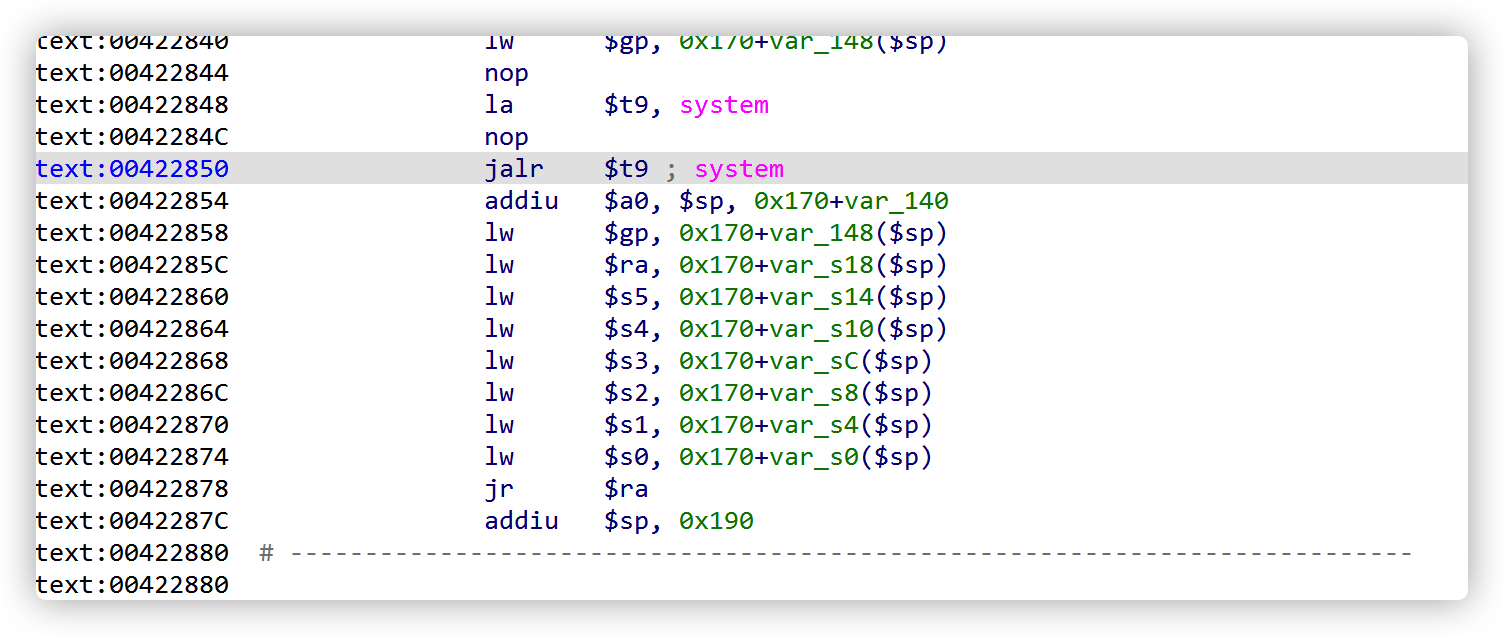 text:00422840 lw $gp, 0x170+var_148($sp)
text:00422844 nop
text:00422848 la $t9, system
text:0042284C nop
text:00422850 jalr $t9 ; system
text:00422854 addiu $a0, $sp, 0x170+var_140
text:00422858 lw $gp, 0x170+var_148($sp)
text:0042285C lw $ra, 0x170+var_s18($sp)
text:00422860 lw $s5, 0x170+var_s14($sp)
text:00422864 lw $s4, 0x170+var_s10($sp)
text:00422868 lw $s3, 0x170+var_sC($sp)
text:0042286C lw $s2, 0x170+var_s8($sp)
text:00422870 lw $s1, 0x170+var_s4($sp)
text:00422874 lw $s0, 0x170+var_s0($sp)
text:00422878 jr $ra
text:0042287C addiu $sp, 0x190
text:00422880 # ---------------------------------------------------------------------------
text:00422880